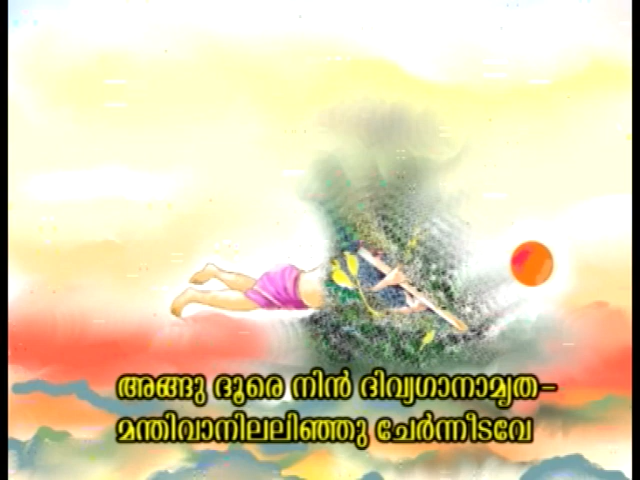 അങ്ങു ദൂരെ നിൻ ദിവ്യഗാനാമൃത-
മന്തിവാനിലലിഞ്ഞു ചേർന്നീടവേ